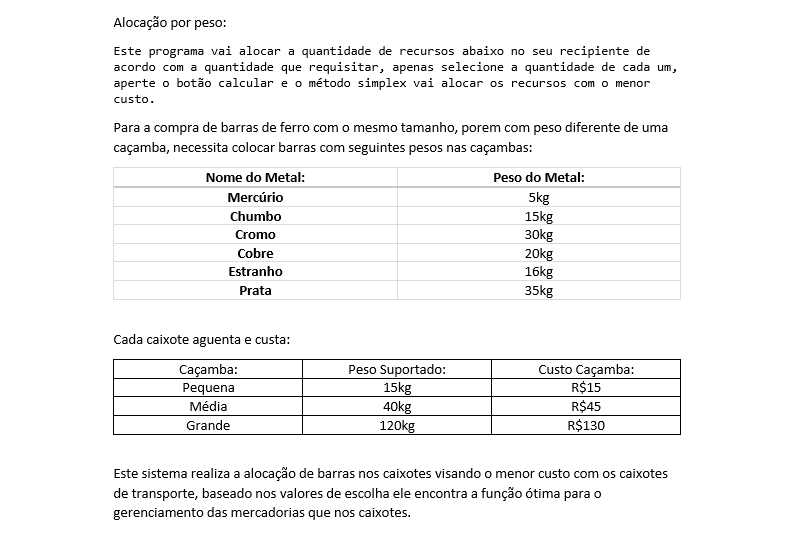 Alocação por peso:
Este programa vai alocar a quantidade de recursos abaixo no seu recipiente de
acordo com a quantidade que requisitar, apenas selecione a quantidade de cada um,
aperte o botão calcular e o método simplex vai alocar os recursos com o menor
custo.
Para a compra de barras de ferro com o mesmo tamanho, porem com peso diferente de uma
caçamba, necessita colocar barras com seguintes pesos nas caçambas:
Nome do Metal: Peso do Metal:
Mercúrio 5kg
Chumbo 15kg
Cromo 30kg
Cobre 20kg
Estranho 16kg
Prata 35kg
Cada caixote aguenta e custa:
Caçamba: Peso Suportado: Custo Caçamba:
Pequena 15kg R$15
Média 40kg R$45
Grande 120kg R$130
Este sistema realiza a alocação de barras nos caixotes visando o menor custo com os caixotes
de transporte, baseado nos valores de escolha ele encontra a função ótima para o
gerenciamento das mercadorias que nos caixotes.